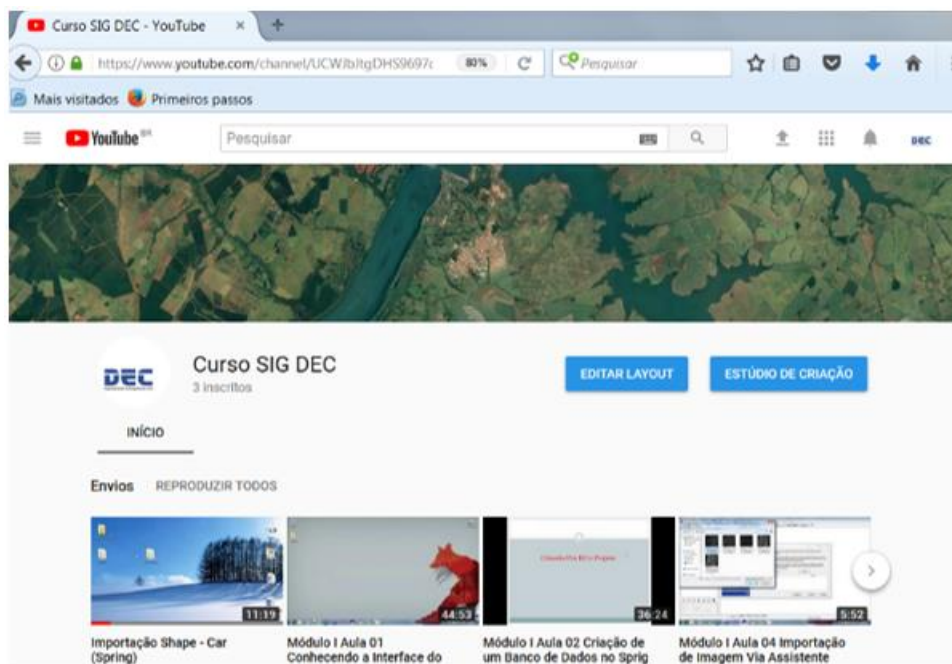 Curso SIG DEC - YouTube
https://www.youtube.com/channel/UCWJbJtgDHS9697c 80% Pesquisar
Mais visitados Primeiros passos
YouTube BR Pesquisar DEC
DEC
Curso SIG DEC
3 inscritos
EDITAR LAYOUT ESTÚDIO DE CRIAÇÃO
INÍCIO
Envios REPRODUZIR TODOS
11:19 44:53 36:24 5:52
Importação Shape - Car
(Spring)
Módulo I Aula 01
Conhecendo a Interface do
Módulo I Aula 02 Criação de
um Banco de Dados no Sprig
Módulo I Aula 04 Importação
de Imagem Via Assistente